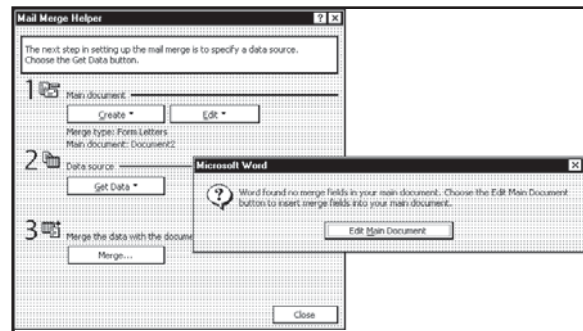 Mail Merge Helper
The next step in setting up the mail merge is to specify a data source.
Choose the Get Data button.
1
Main document
Create
Edit
Merge type: Form Letters
Main document: Document2
2
Data source
Get Data
3
Merge the data with the docume
Merge...
Close
Microsoft Word
Word found no merge fields in your main document. Choose the Edit Main Document
button to insert merge fields into your main document.
Edit Main Document